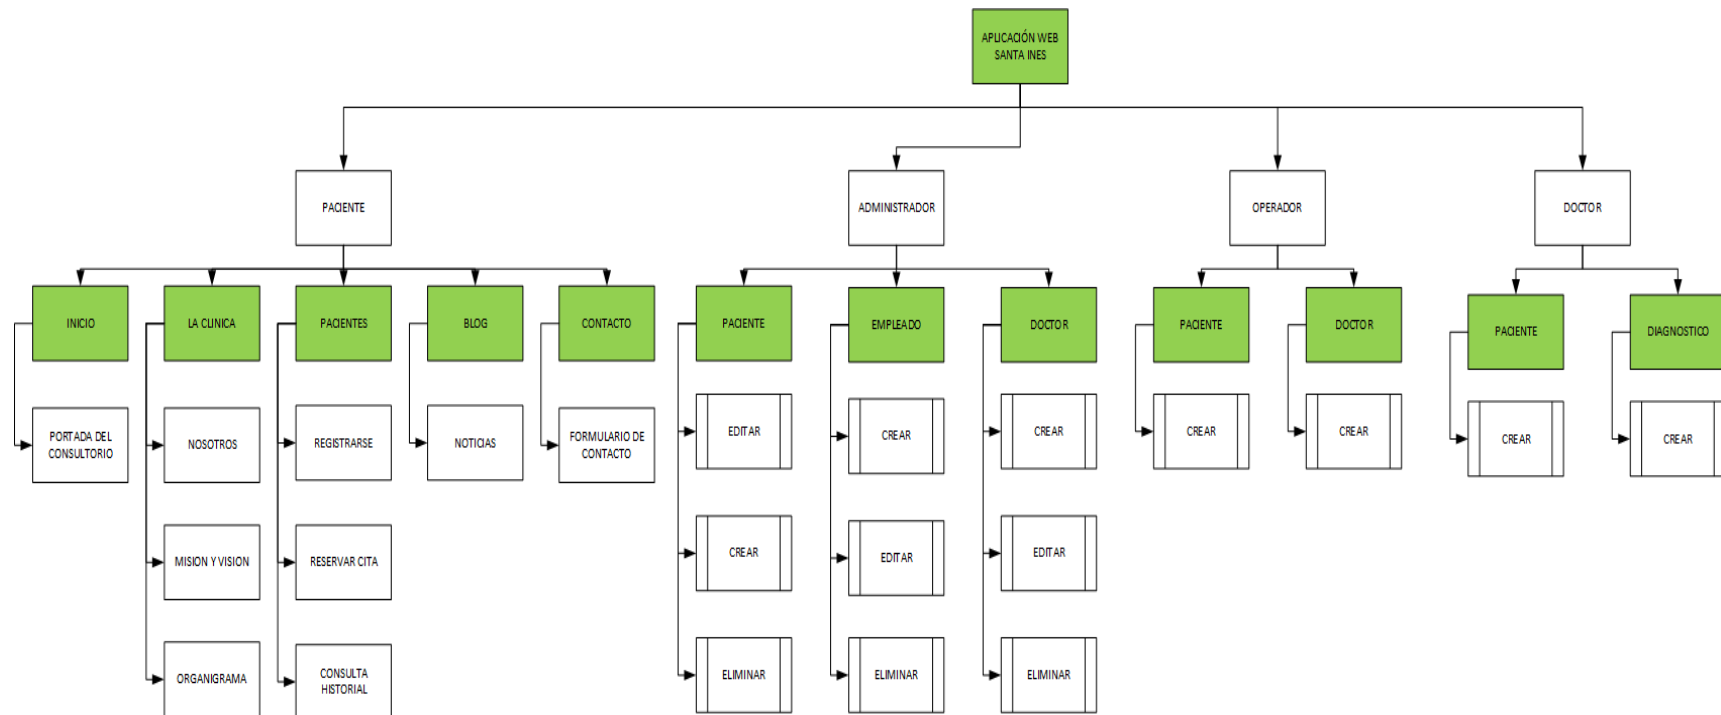 APLICACIÓN WEB
SANTA INES
PACIENTE
ADMINISTRADOR
OPERADOR
DOCTOR
INICIO
LA CLINICA
PACIENTES
BLOG
CONTACTO
PACIENTE
EMPLEADO
DOCTOR
PACIENTE
DOCTOR
PACIENTE
DIAGNOSTICO
PORTADA DEL
CONSULTORIO
NOSOTROS
REGISTRARSE
NOTICIAS
FORMULARIO DE
CONTACTO
EDITAR
CREAR
CREAR
CREAR
CREAR
CREAR
CREAR
MISION Y VISION
RESERVAR CITA
CREAR
EDITAR
EDITAR
ORGANIGRAMA
CONSULTA
HISTORIAL
ELIMINAR
ELIMINAR
ELIMINAR